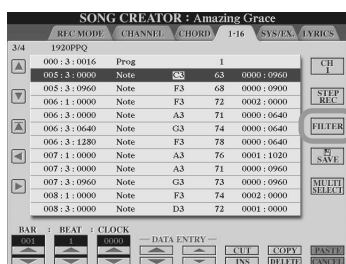 SONG CREATOR : Amazing Grace
REC MODE CHANNEL CHORD 1-16 SYS/EX. LYRICS
3/4 1920PPQ
000 : 3 : 0016 Prog 1
005 : 3 : 0000 Note G3 63 0000 : 0960
005 : 3 : 0960 Note F3 68 0000 : 0900
006 : 1 : 0000 Note F3 72 0002 : 0000
006 : 3 : 0000 Note A3 71 0000 : 0640
006 : 3 : 0640 Note G3 74 0000 : 0640
006 : 3 : 1280 Note F3 78 0000 : 0640
007 : 1 : 0000 Note A3 76 0001 : 1020
007 : 3 : 0000 Note A3 71 0000 : 0960
007 : 3 : 0960 Note G3 73 0000 : 0960
008 : 1 : 0000 Note F3 74 0002 : 0000
008 : 3 : 0000 Note D3 72 0001 : 0000
CH
1
STEP
REC
FILTER
SAVE
MULTI
SELECT
BAR : BEAT : CLOCK
001 1 0000
DATA ENTRY
CUT COPY PASTE
INS DELETE CANCEL